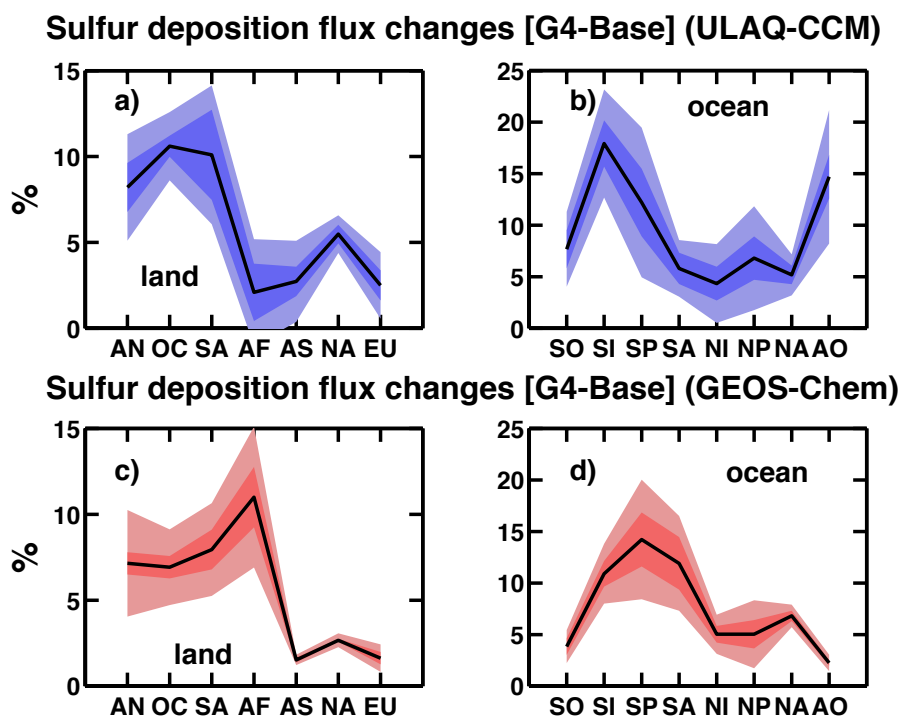 Sulfur deposition flux changes [G4-Base] (ULAQ-CCM)
a)
land
%
15
10
5
0
AN OC SA AF AS NA EU
b)
ocean
25
20
15
10
5
0
SO SI SP SA NI NP NA AO
Sulfur deposition flux changes [G4-Base] (GEOS-Chem)
c)
land
%
15
10
5
0
AN OC SA AF AS NA EU
d)
ocean
25
20
15
10
5
0
SO SI SP SA NI NP NA AO